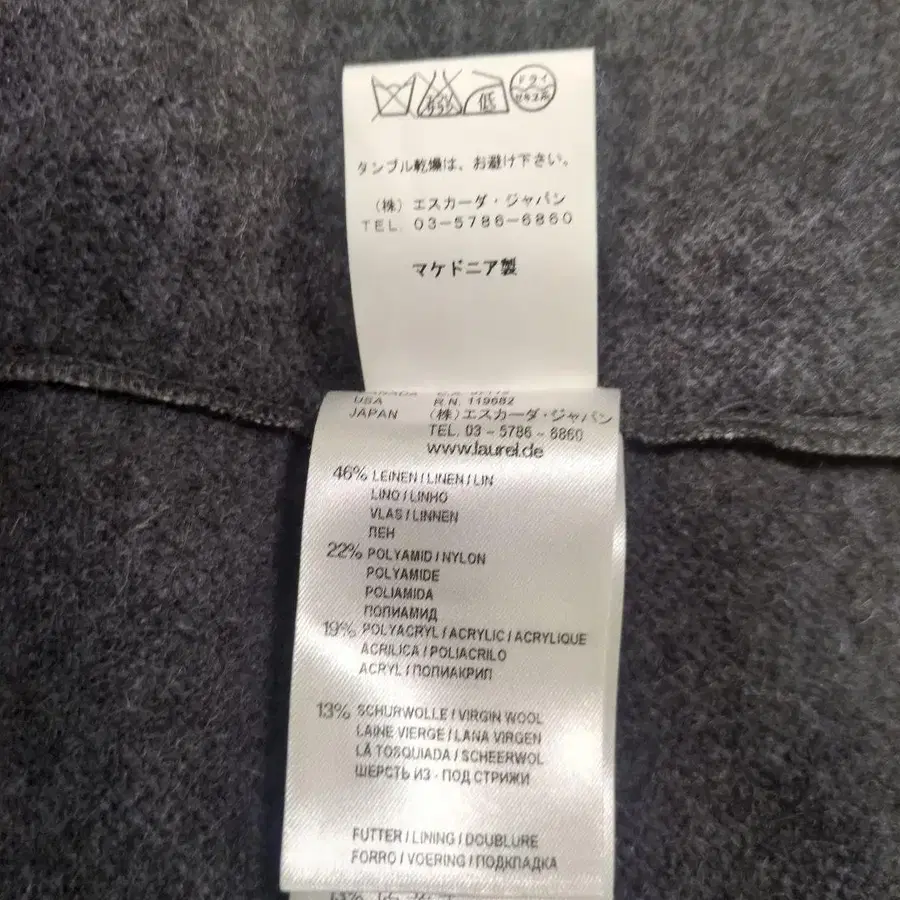 低
ドライ
セキユ系
タンブル乾燥は、お避け下さい。
（株）エスカーダ・ジャパン
TEL. 03-5786-6860
マケドニア製
USA R.N. 119682
JAPAN （株）エスカーダ・ジャパン
TEL. 03 - 5786 - 6860
www.laurel.de
46% LEINEN / LINEN / LIN
LINO / LINHO
VLAS / LINNEN
ЛЕН
22% POLYAMID / NYLON
POLYAMIDE
POLIAMIDA
ПОЛИАМИД
19% POLYACRYL / ACRYLIC / ACRYLIQUE
ACRILICA / POLIACRILO
ACRYL / ПОЛИАКРИЛ
13% SCHURWOLLE / VIRGIN WOOL
LAINE VIERGE / LANA VIRGEN
LÃ TOSQUIADA / SCHEERWOL
ШЕРСТЬ ИЗ - ПОД СТРИЖИ
FUTTER / LINING / DOUBLURE
FORRO / VOERING / ПОДКЛАДКА